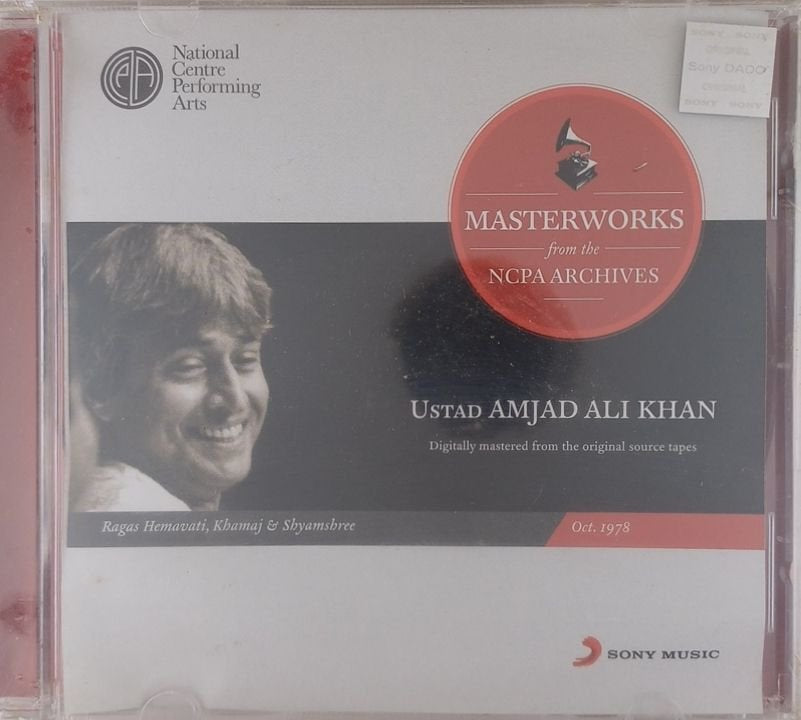 National
Centre
Performing
Arts
SONY SONY
ORIGINAL
Sony DADC
ORIGINAL
SONY SONY
MASTERWORKS
from the
NCPA ARCHIVES
USTAD AMJAD ALI KHAN
Digitally mastered from the original source tapes
Ragas Hemavati, Khamaj & Shyamshree
Oct. 1978
SONY MUSIC